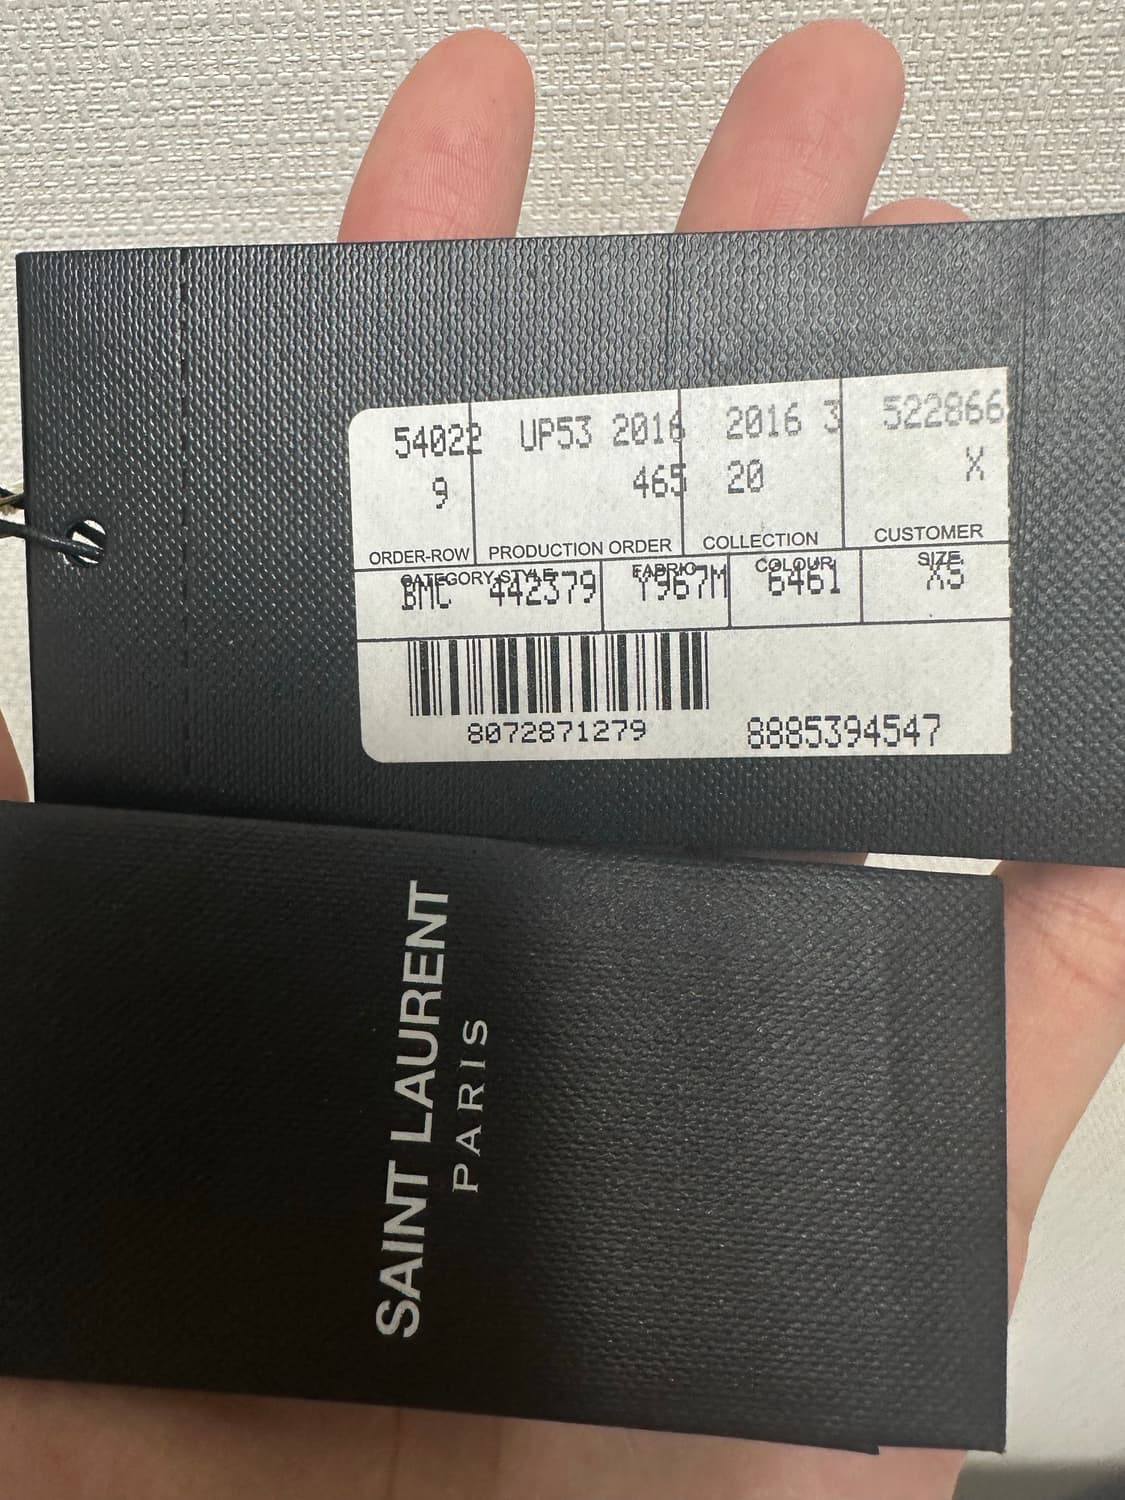 54022 UP53 2016 2016 3 522866
9 465 20 X
ORDER-ROW PRODUCTION ORDER COLLECTION CUSTOMER
CATEGORY STYLE FABRIC COLOUR SIZE
BMC 442379 Y967M 6461 XS
8072871279 8885394547
SAINT LAURENT
PARIS